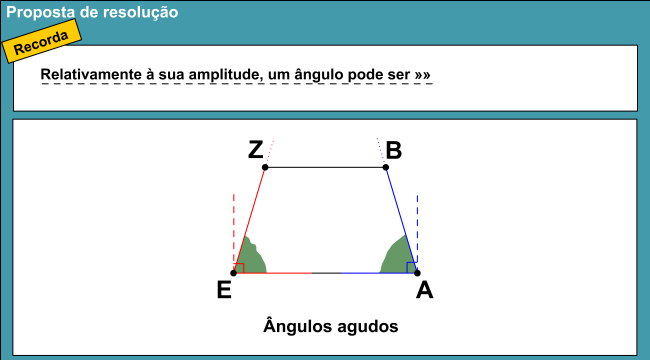 Proposta de resolução
Recorda
Relativamente à sua amplitude, um ângulo pode ser »»
Z B
E A
Ângulos agudos